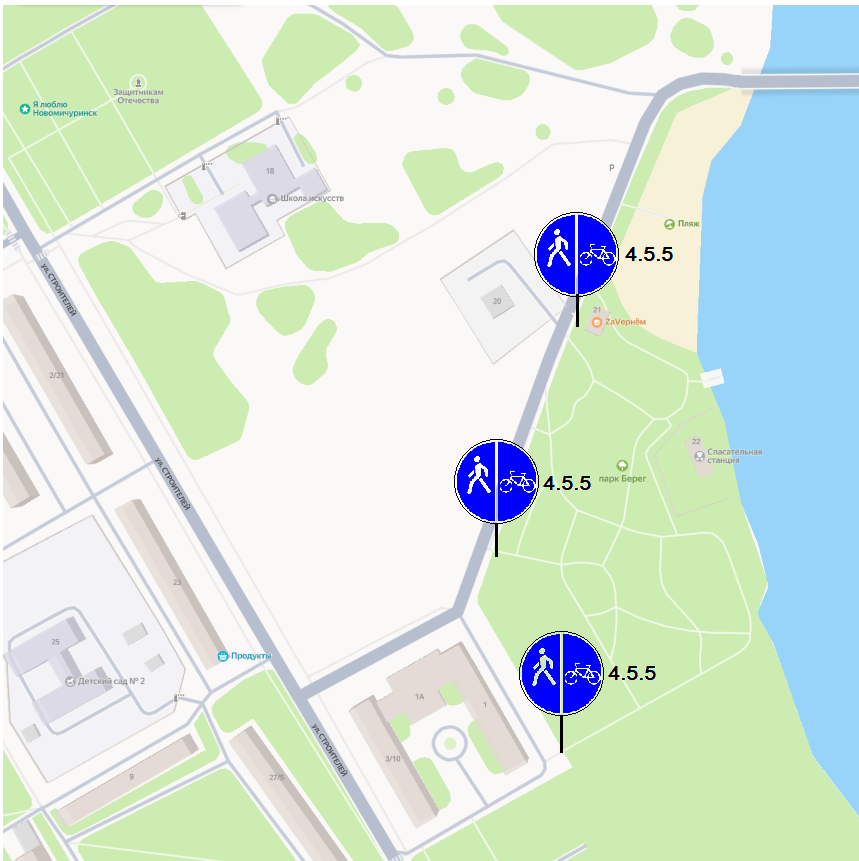 Защитникам
Отечества
Я люблю
Новомичуринск
18
Школа искусств
P
Пляж
4.5.5
ул. СТРОИТЕЛЕЙ
20
21
ZаVернём
2/21
22
Спасательная
станция
парк Берег
4.5.5
ул. СТРОИТЕЛЕЙ
23
25
Продукты
Детский сад № 2
4.5.5
1А
1
ул. СТРОИТЕЛЕЙ
3/10
9
27/5